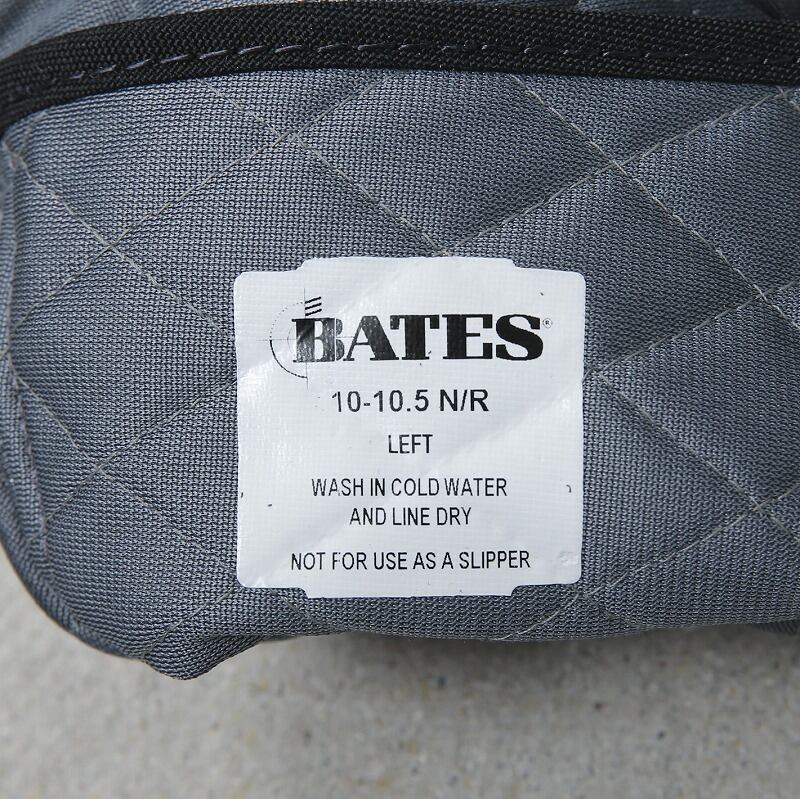 BATES®
10-10.5 N/R
LEFT
WASH IN COLD WATER
AND LINE DRY
NOT FOR USE AS A SLIPPER